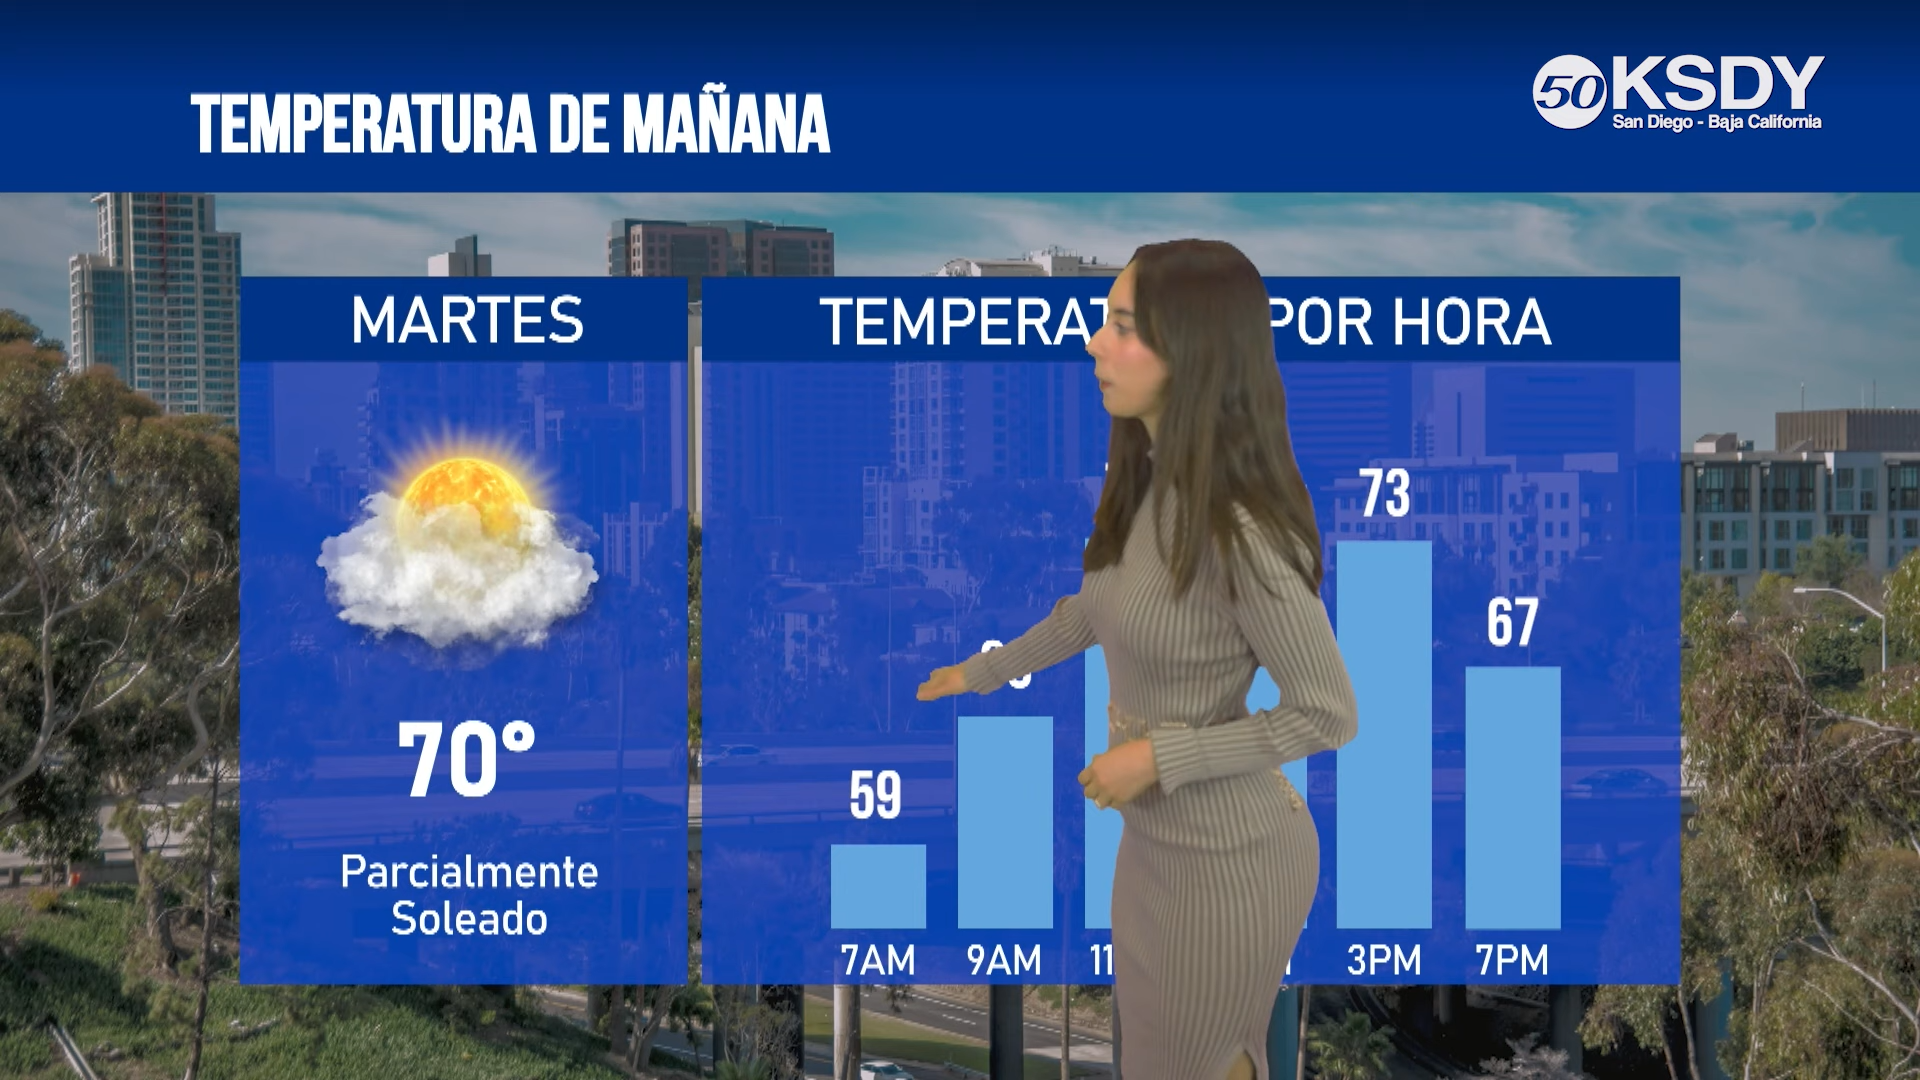 TEMPERATURA DE MAÑANA
50 KSDY
San Diego - Baja California
MARTES
POR HORA
70°
Parcialmente
Soleado
73
67
59
7AM 9AM 3PM 7PM